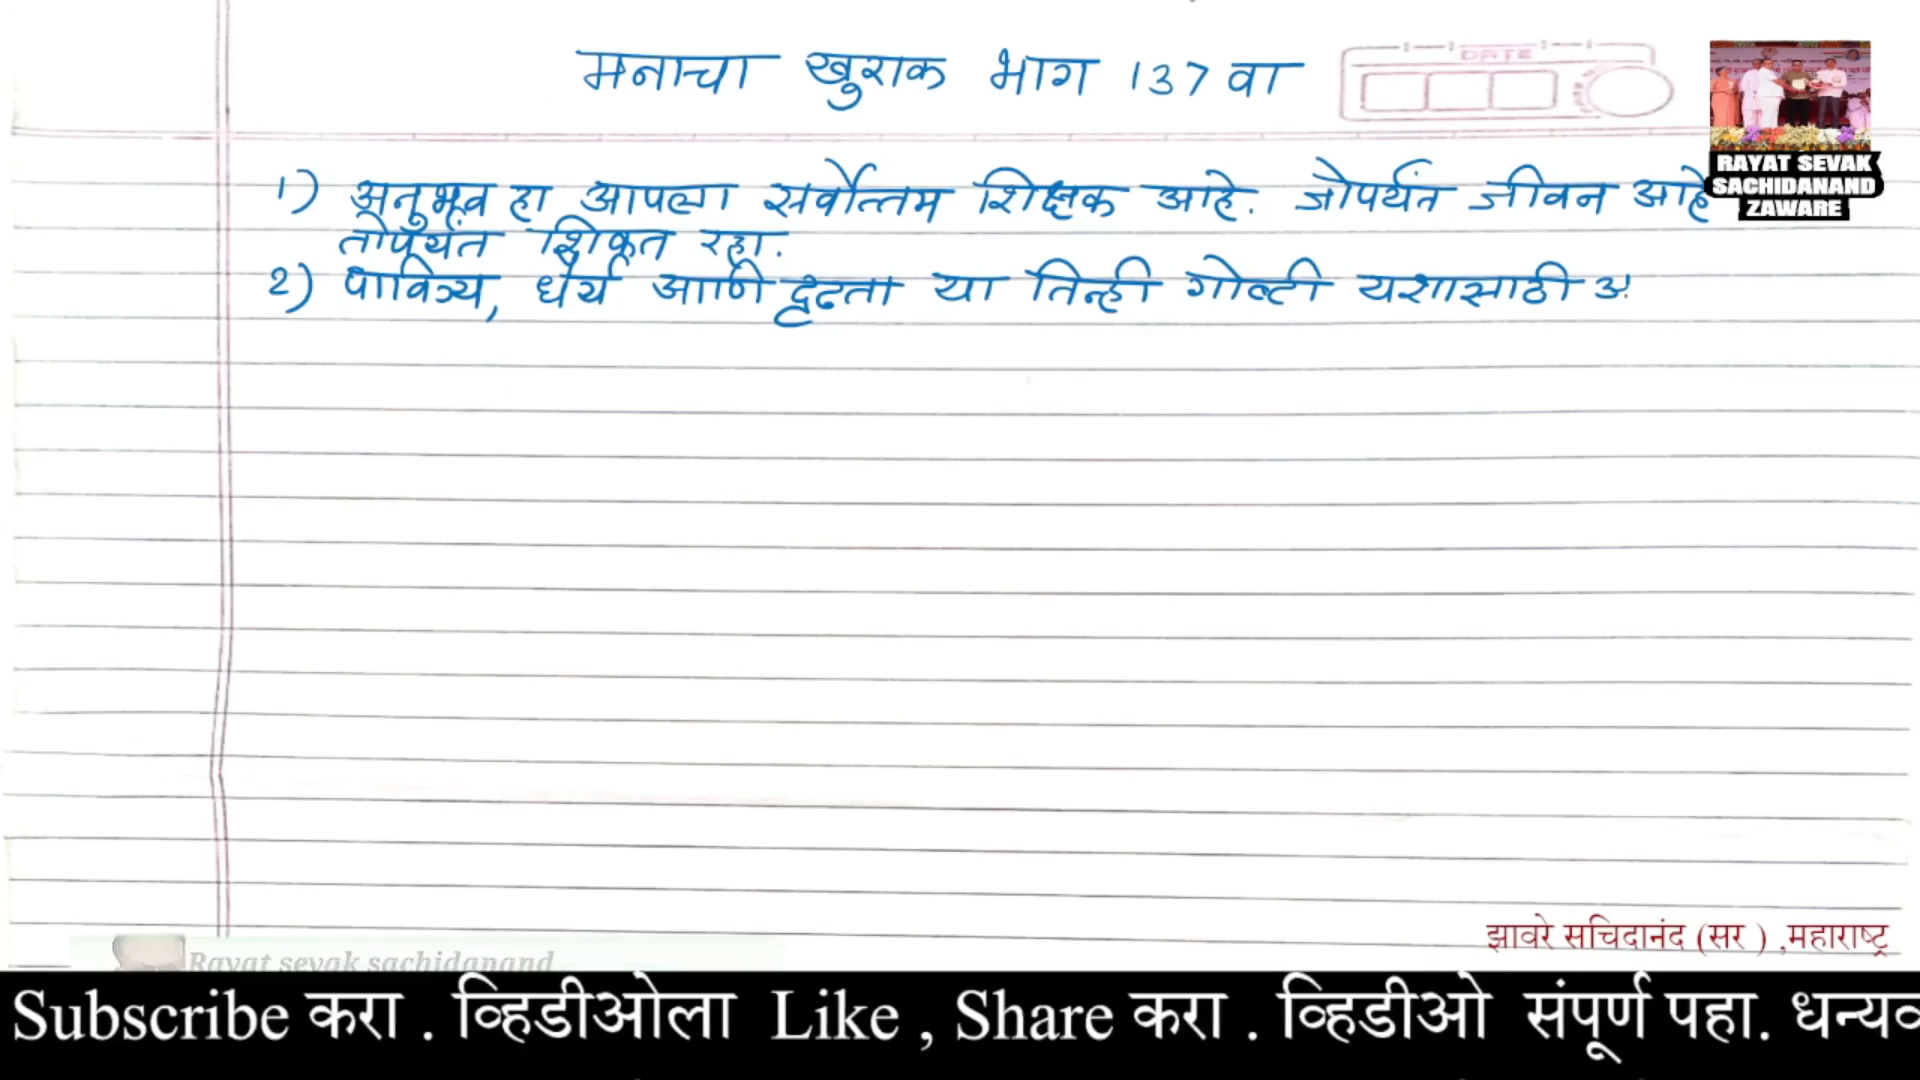 मनाचा खुराक भाग 137 वा
DATE
1) अनुभव हा आपला सर्वोत्तम शिक्षक आहे. जोपर्यंत जीवन आहे
तोपर्यंत शिकत रहा.
2) पावित्र्य, धैर्य आणि दृढता या तिन्ही गोष्टी यशासाठी अ
RAYAT SEVAK
SACHIDANAND
ZAWARE
झावरे सचिदानंद (सर ) ,महाराष्ट्र
Rayat sevak sachidanand
Subscribe करा . व्हिडीओला Like , Share करा . व्हिडीओ संपूर्ण पहा. धन्यव